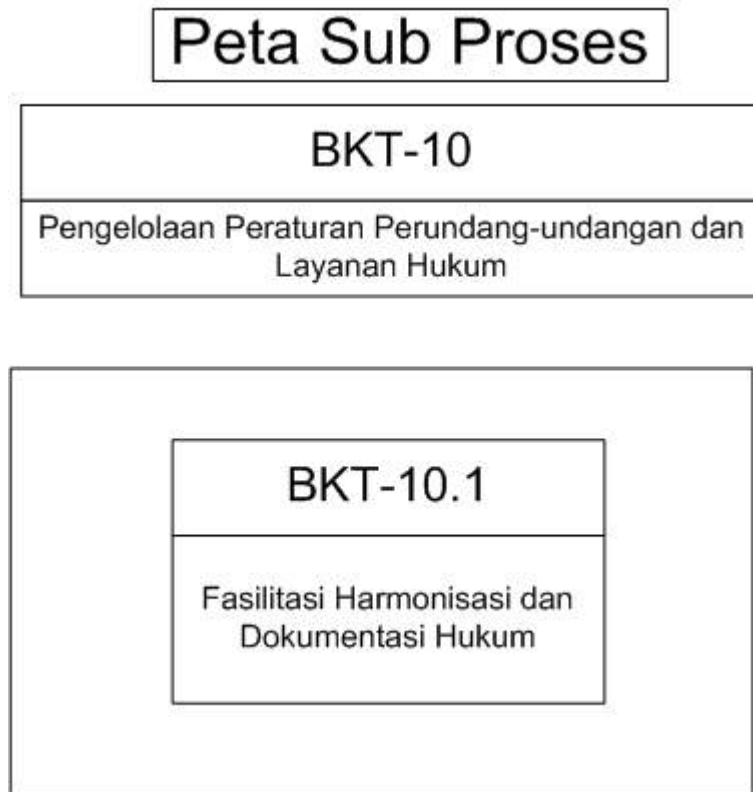 Peta Sub Proses
BKT-10
Pengelolaan Peraturan Perundang-undangan dan
Layanan Hukum
BKT-10.1
Fasilitasi Harmonisasi dan
Dokumentasi Hukum